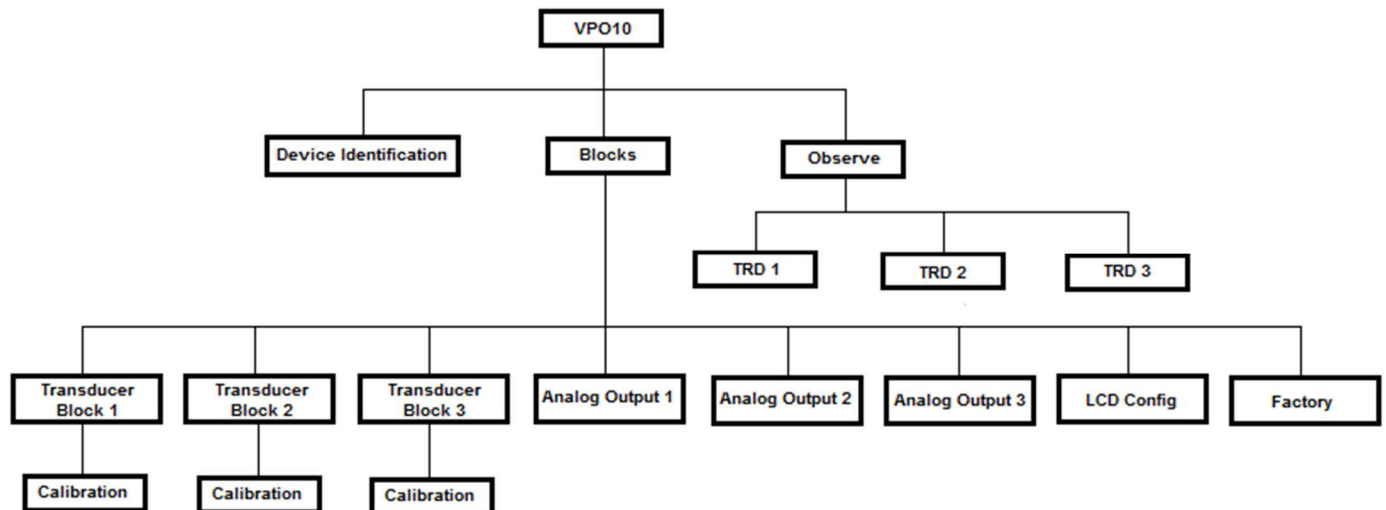 VPO10
Device Identification
Blocks
Observe
TRD 1
TRD 2
TRD 3
Transducer
Block 1
Transducer
Block 2
Transducer
Block 3
Analog Output 1
Analog Output 2
Analog Output 3
LCD Config
Factory
Calibration
Calibration
Calibration